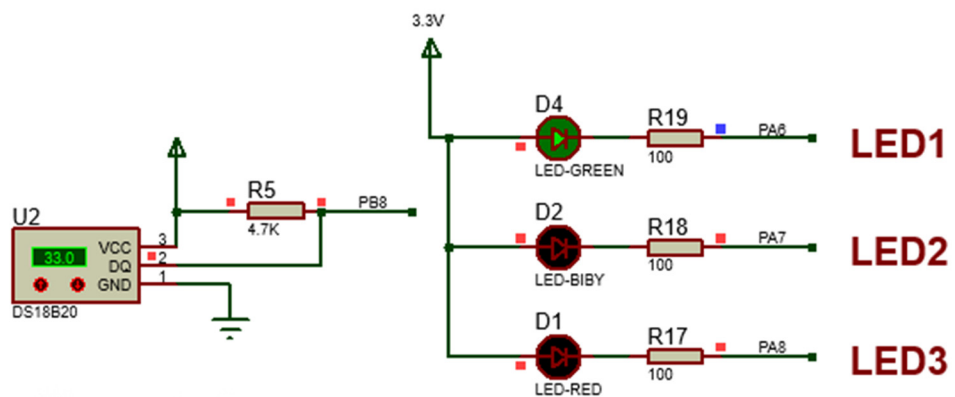 3.3V
D4
R19
PA6
LED1
100
LED-GREEN
R5
PB8
4.7K
U2
33.0
VCC
3
DQ
2
GND
1
DS18B20
D2
R18
PA7
LED2
100
LED-BIBY
D1
R17
PA8
LED3
100
LED-RED